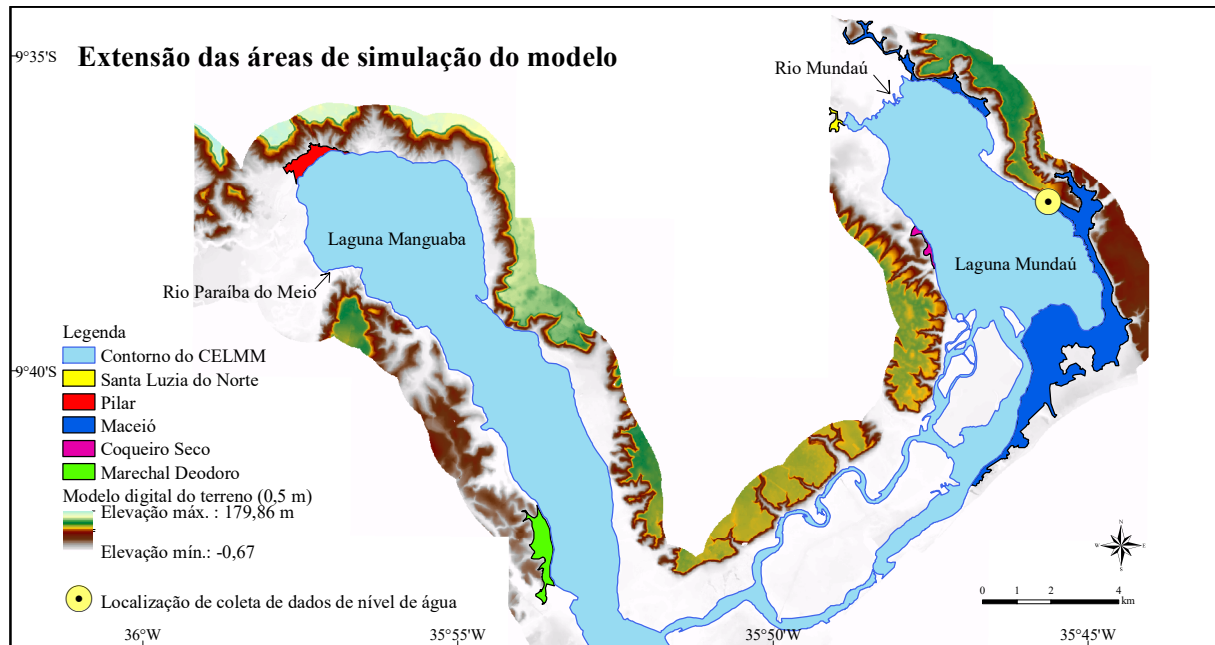 9°35'S
Extensão das áreas de simulação do modelo
Rio Mundaú
Laguna Manguaba
Laguna Mundaú
Rio Paraíba do Meio
Legenda
Contorno do CELMM
9°40'S
Santa Luzia do Norte
Pilar
Maceió
Coqueiro Seco
Marechal Deodoro
Modelo digital do terreno (0,5 m)
Elevação máx. : 179,86 m
Elevação mín.: -0,67
N
W E
S
Localização de coleta de dados de nível de água
0 1 2 4
km
36°W
35°55'W
35°50'W
35°45'W